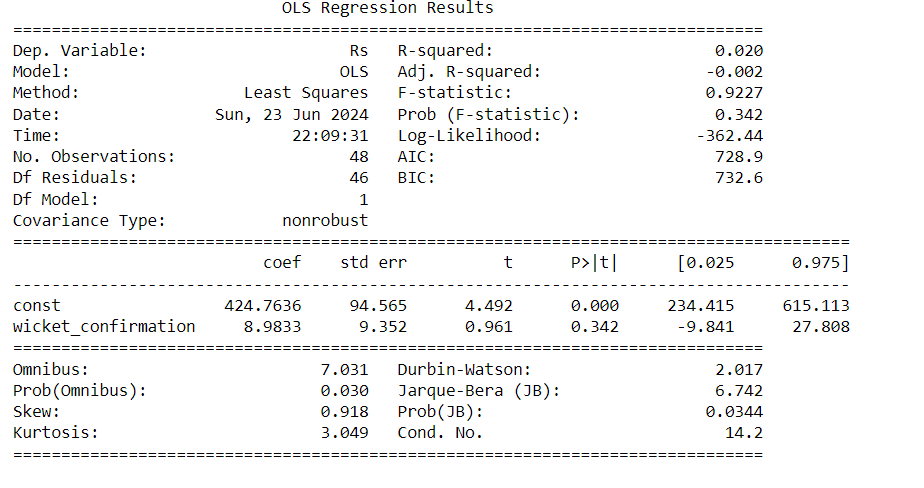 OLS Regression Results
==============================================================================
Dep. Variable:                     Rs   R-squared:                       0.020
Model:                            OLS   Adj. R-squared:                 -0.002
Method:                 Least Squares   F-statistic:                    0.9227
Date:                Sun, 23 Jun 2024   Prob (F-statistic):              0.342
Time:                        22:09:31   Log-Likelihood:                -362.44
No. Observations:                  48   AIC:                             728.9
Df Residuals:                      46   BIC:                             732.6
Df Model:                           1
Covariance Type:            nonrobust
=======================================================================================
                          coef    std err          t      P>|t|      [0.025      0.975]
---------------------------------------------------------------------------------------
const                 424.7636     94.565      4.492      0.000     234.415     615.113
wicket_confirmation     8.9833      9.352      0.961      0.342      -9.841      27.808
==============================================================================
Omnibus:                        7.031   Durbin-Watson:                   2.017
Prob(Omnibus):                  0.030   Jarque-Bera (JB):                6.742
Skew:                           0.918   Prob(JB):                       0.0344
Kurtosis:                       3.049   Cond. No.                         14.2
==============================================================================